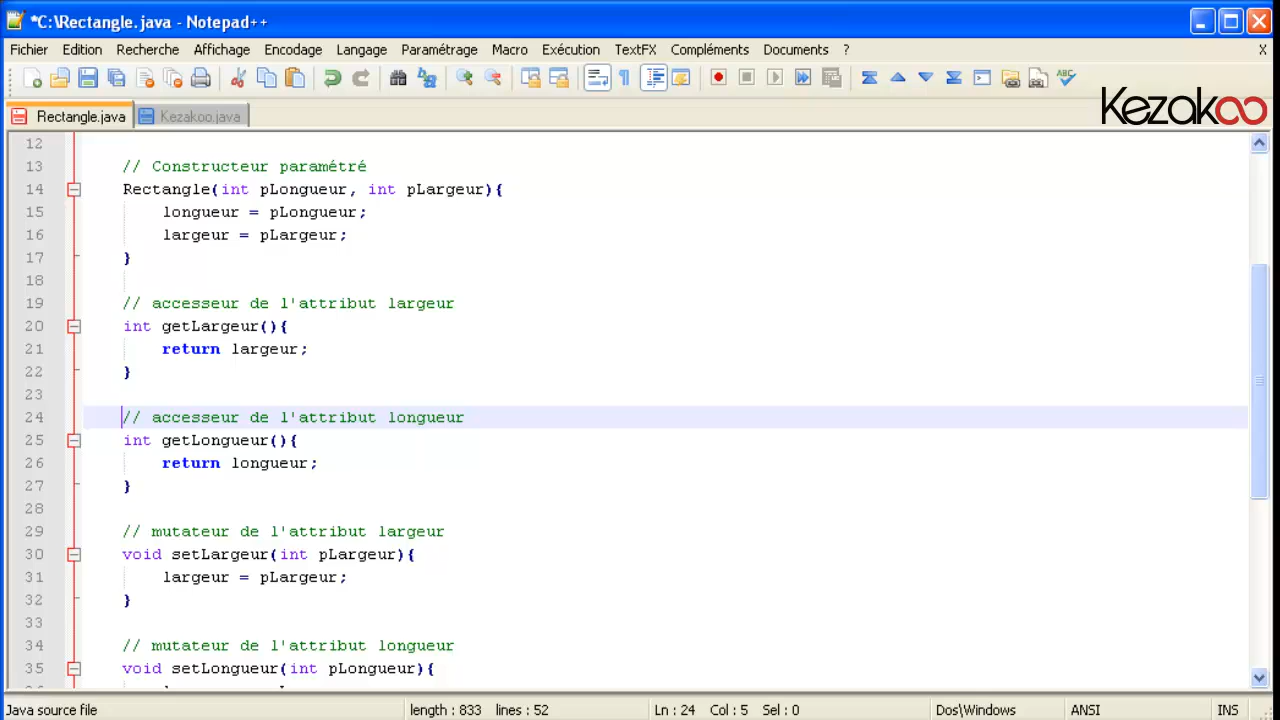 *C:\Rectangle.java - Notepad++
Fichier Edition Recherche Affichage Encodage Langage Paramétrage Macro Exécution TextFX Compléments Documents ? X
Kezakoo
Rectangle.java Kezakoo.java
12
13 // Constructeur paramétré
14 Rectangle(int pLongueur, int pLargeur){
15 longueur = pLongueur;
16 largeur = pLargeur;
17 }
18
19 // accesseur de l'attribut largeur
20 int getLargeur(){
21 return largeur;
22 }
23
24 // accesseur de l'attribut longueur
25 int getLongueur(){
26 return longueur;
27 }
28
29 // mutateur de l'attribut largeur
30 void setLargeur(int pLargeur){
31 largeur = pLargeur;
32 }
33
34 // mutateur de l'attribut longueur
35 void setLongueur(int pLongueur){
Java source file length : 833 lines : 52 Ln : 24 Col : 5 Sel : 0 Dos\Windows ANSI INS